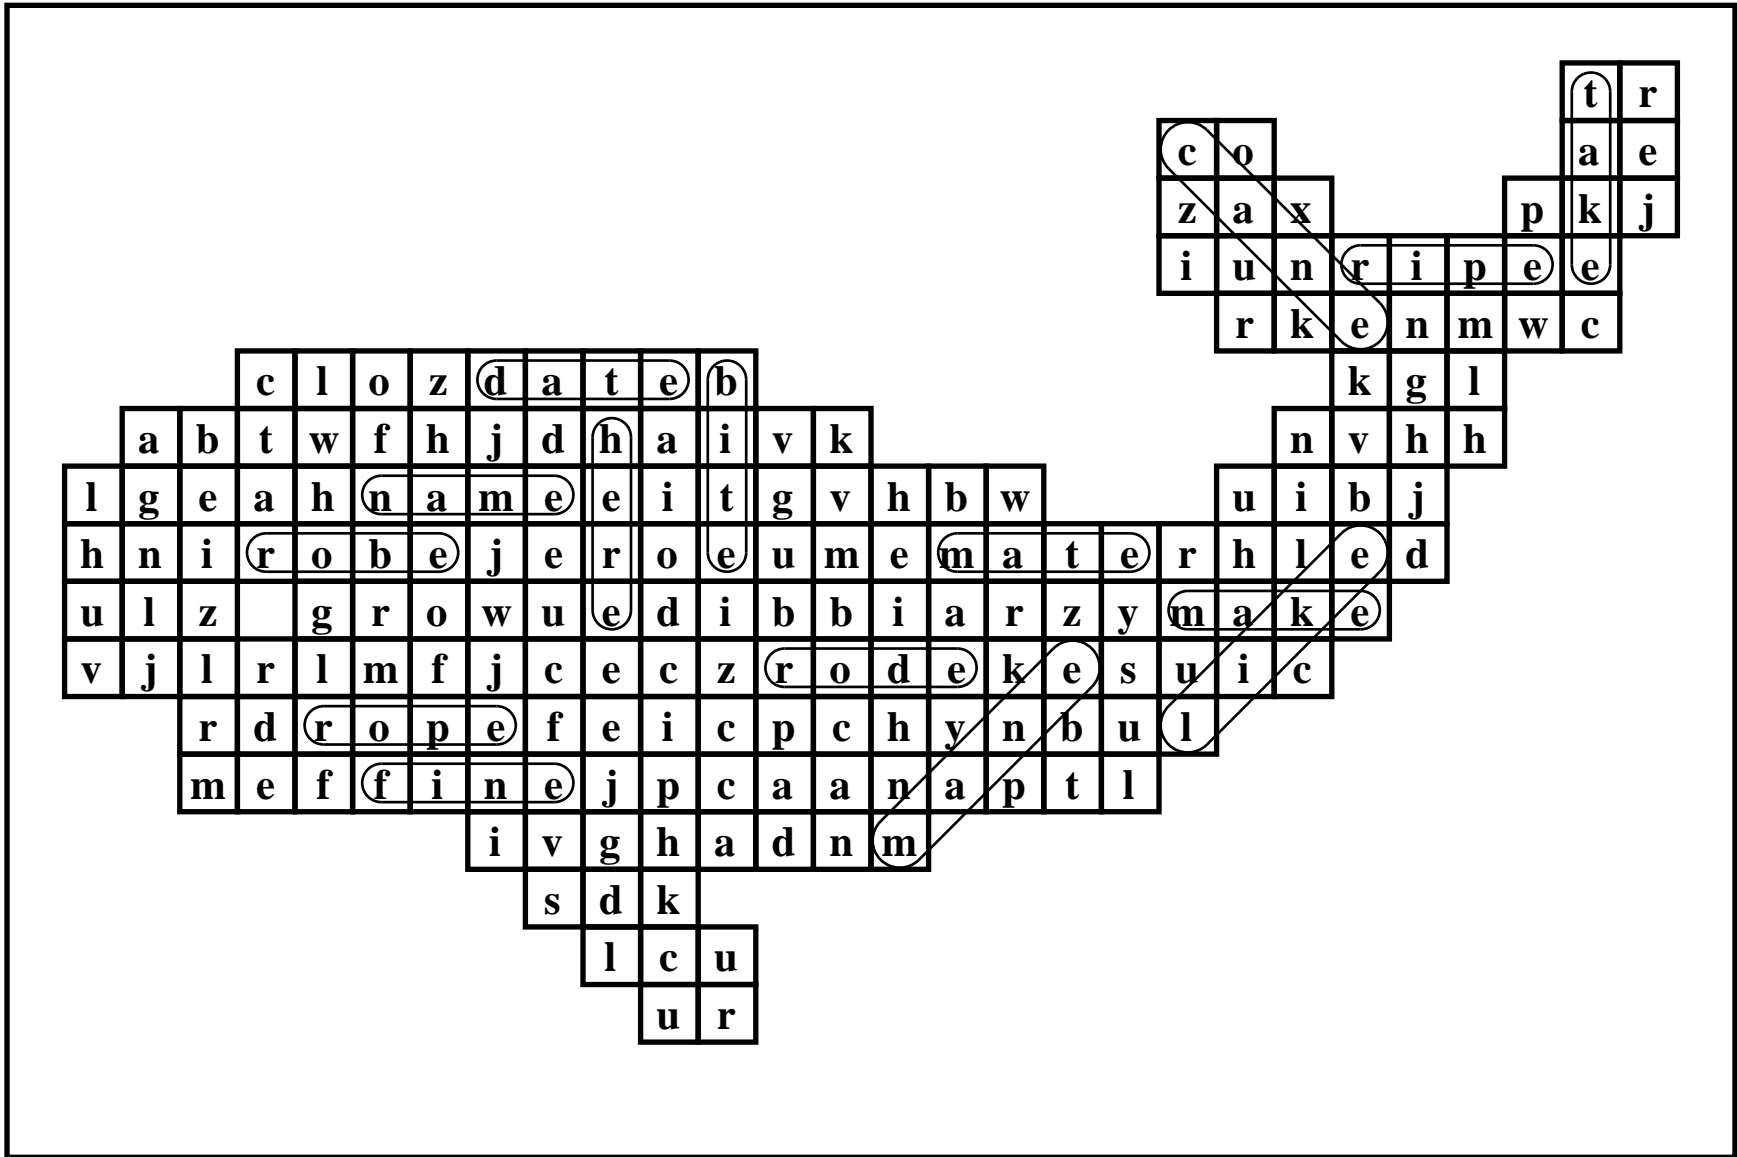 t r
c o a e
z a x p k j
i u n r i p e e
r k e n m w c
c l o z d a t e b k g l
a b t w f h j d h a i v k n v h h
l g e a h n a m e e i t g v h b w u i b j
h n i r o b e j e r o e u m e m a t e r h l e d
u l z g r o w u e d i b b i a r z y m a k e
v j l r l m f j c e c z r o d e k e s u i c
r d r o p e f e i c p c h y n b u l
m e f f i n e j p c a a n a p t l
i v g h a d n m
s d k
l c u
u r